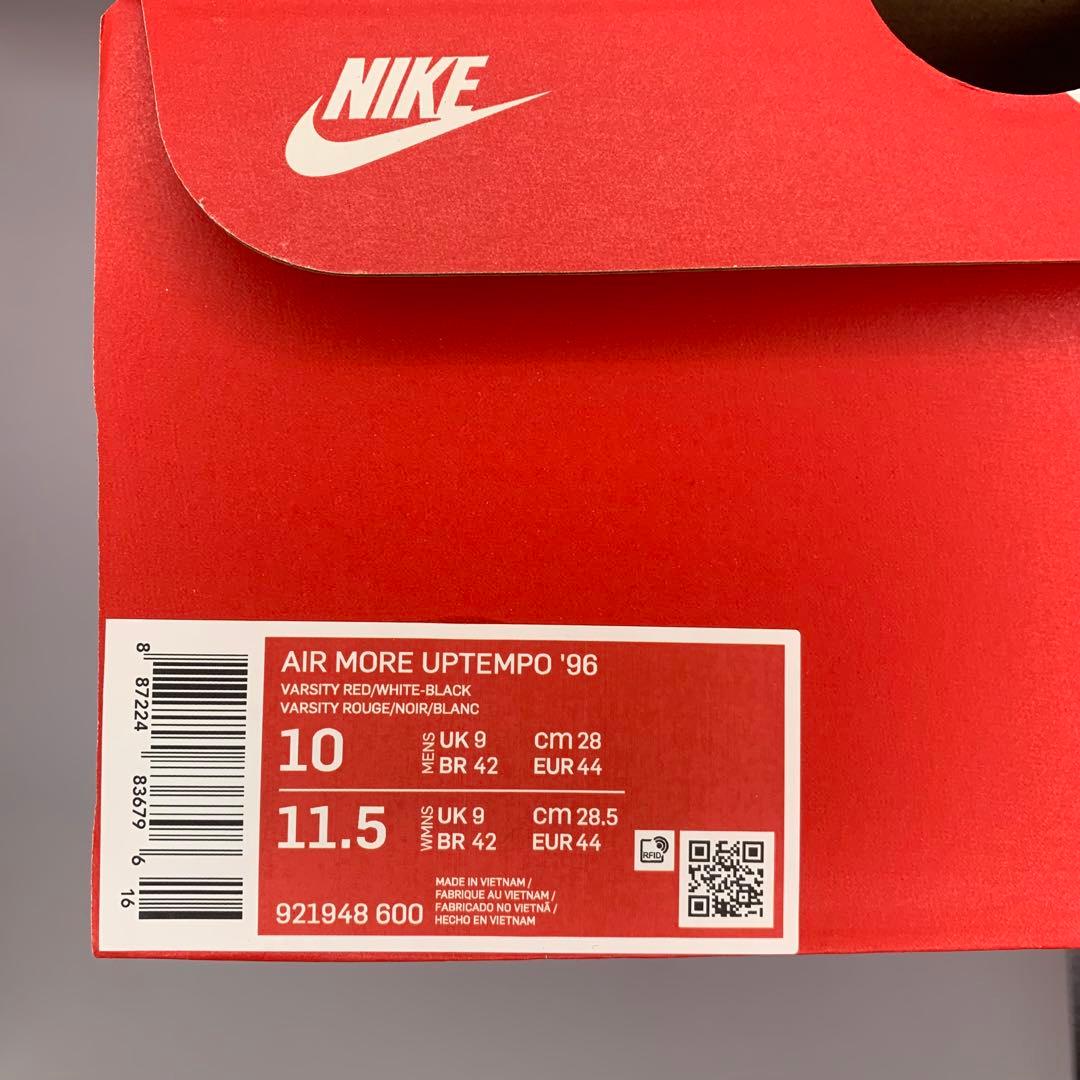 NIKE
AIR MORE UPTEMPO '96
VARSITY RED/WHITE-BLACK
VARSITY ROUGE/NOIR/BLANC
10 MENS UK 9 cm 28
BR 42 EUR 44
11.5 WMNS UK 9 cm 28.5
BR 42 EUR 44
RFID
MADE IN VIETNAM /
FABRIQUE AU VIETNAM /
FABRICADO NO VIETNÃ /
HECHO EN VIETNAM
921948 600
8 87224 83679 6 16